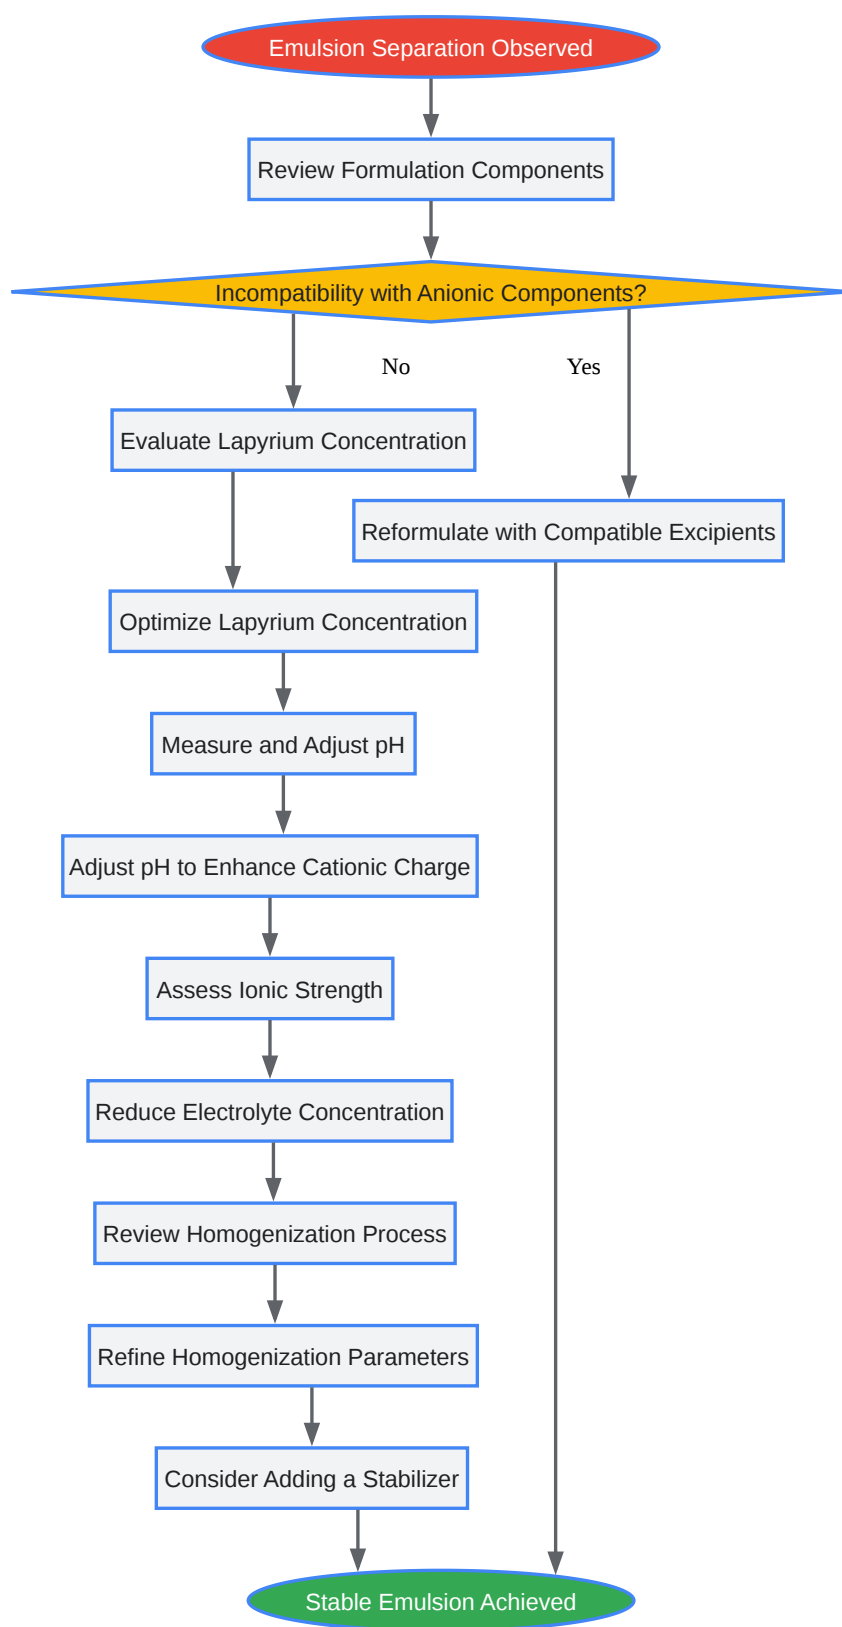 Emulsion Separation Observed
Review Formulation Components
Incompatibility with Anionic Components?
No
Yes
Evaluate Lapyrium Concentration
Reformulate with Compatible Excipients
Optimize Lapyrium Concentration
Measure and Adjust pH
Adjust pH to Enhance Cationic Charge
Assess Ionic Strength
Reduce Electrolyte Concentration
Review Homogenization Process
Refine Homogenization Parameters
Consider Adding a Stabilizer
Stable Emulsion Achieved